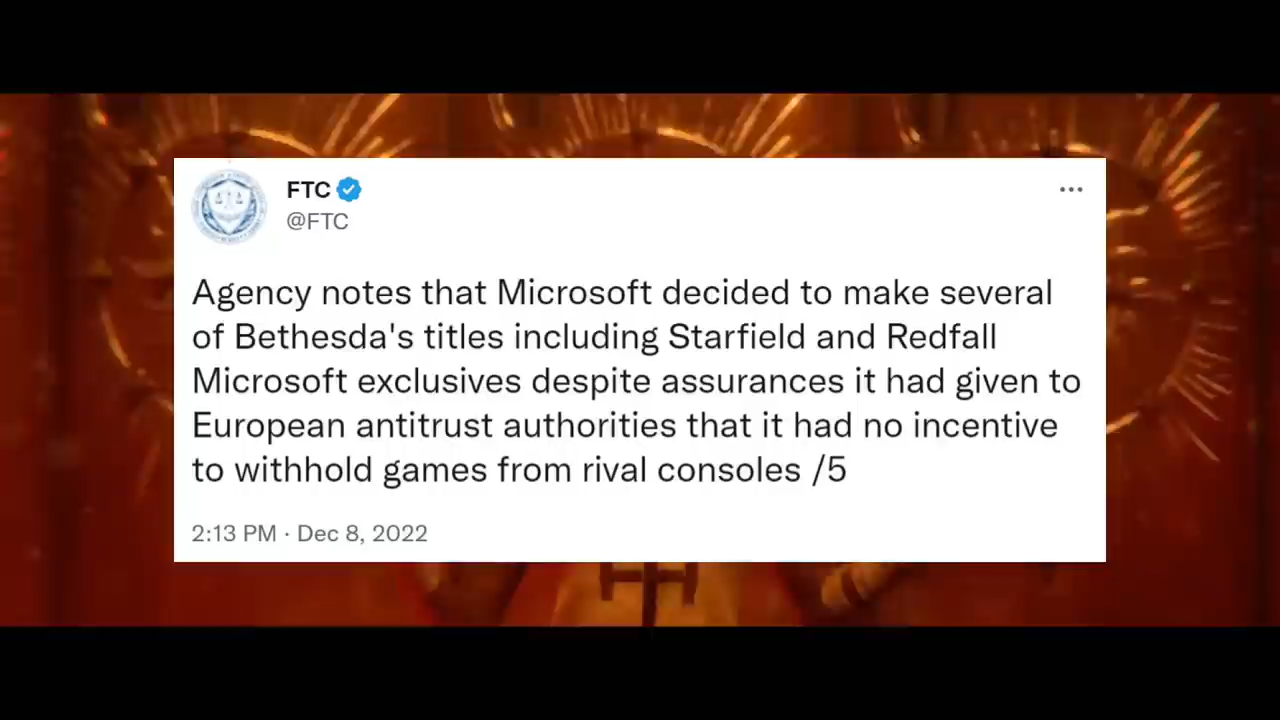 FTC
@FTC
Agency notes that Microsoft decided to make several
of Bethesda's titles including Starfield and Redfall
Microsoft exclusives despite assurances it had given to
European antitrust authorities that it had no incentive
to withhold games from rival consoles /5
2:13 PM · Dec 8, 2022